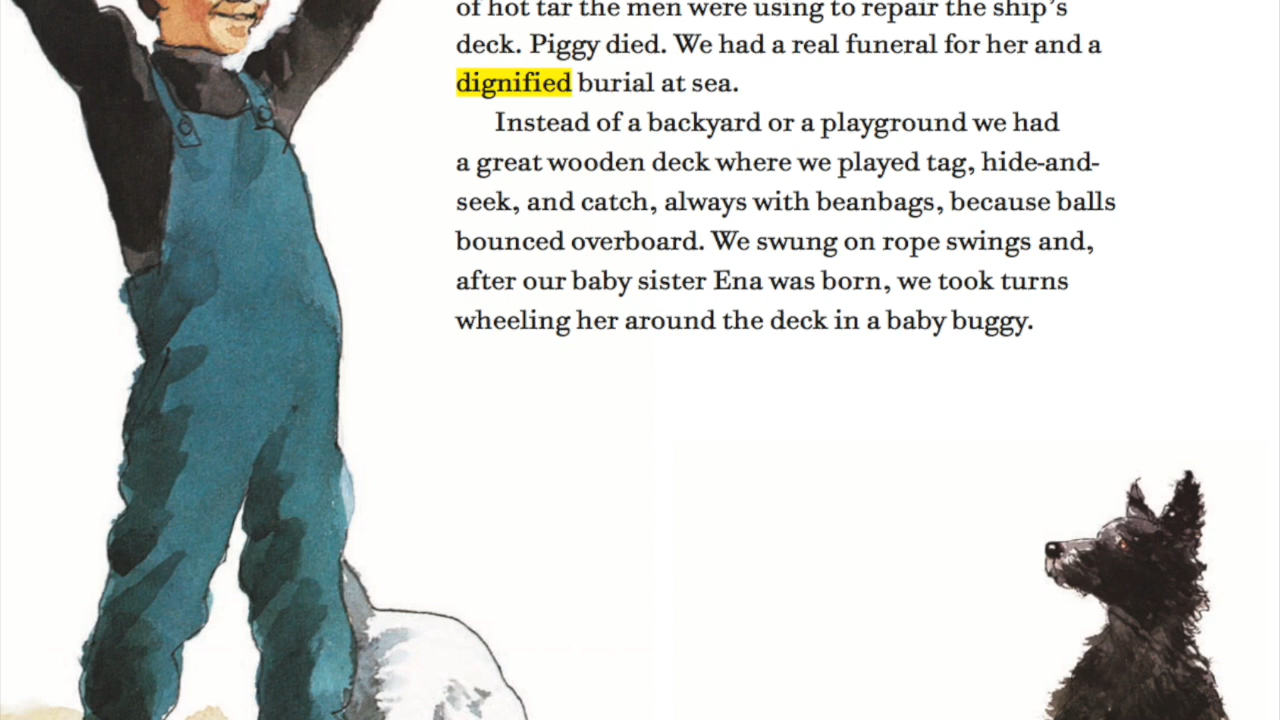 of hot tar the men were using to repair the ship's
deck. Piggy died. We had a real funeral for her and a
dignified burial at sea.
Instead of a backyard or a playground we had
a great wooden deck where we played tag, hide-and-
seek, and catch, always with beanbags, because balls
bounced overboard. We swung on rope swings and,
after our baby sister Ena was born, we took turns
wheeling her around the deck in a baby buggy.